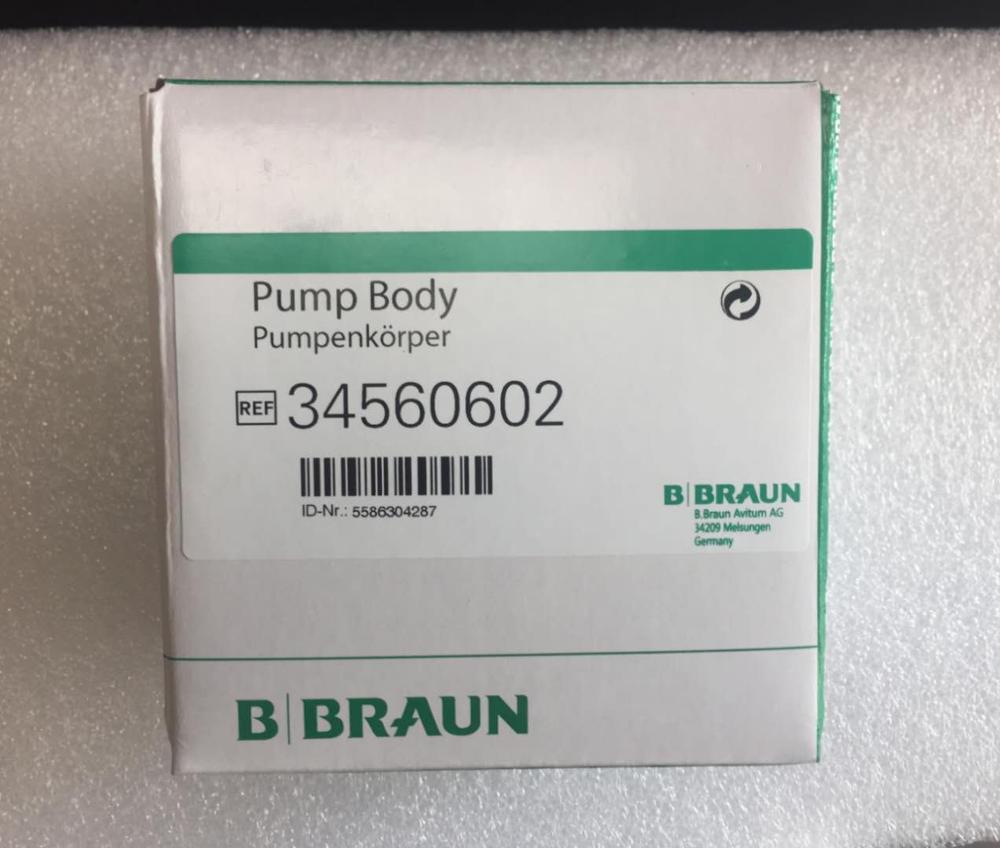 Pump Body
Pumpenkörper
REF 34560602
ID-Nr.: 5586304287
B BRAUN
B.Braun Avitum AG
34209 Melsungen
Germany
B BRAUN